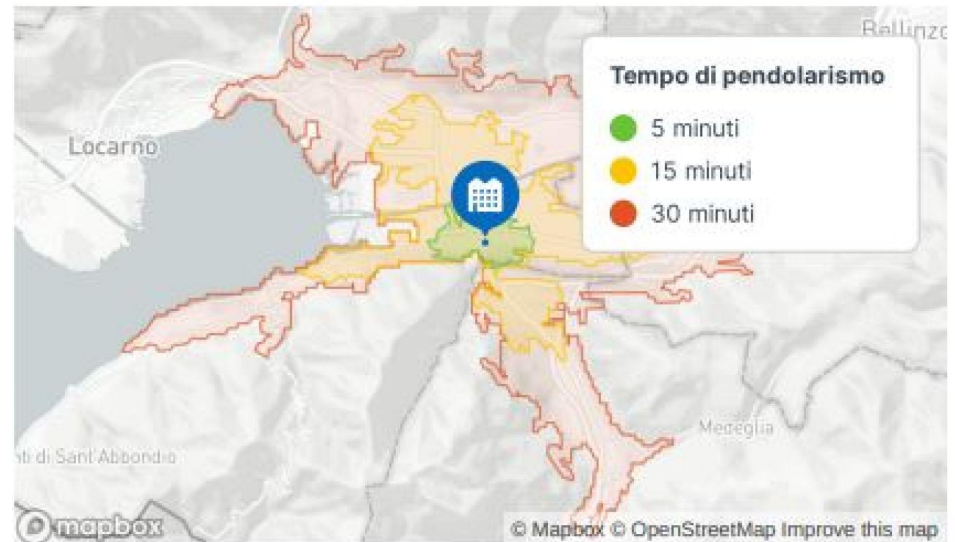 Bellinzo
Tempo di pendolarismo
5 minuti
Locarno
15 minuti
30 minuti
Medeglia
nti di Sant'Abbondio
mapbox
© Mapbox © OpenStreetMap Improve this map